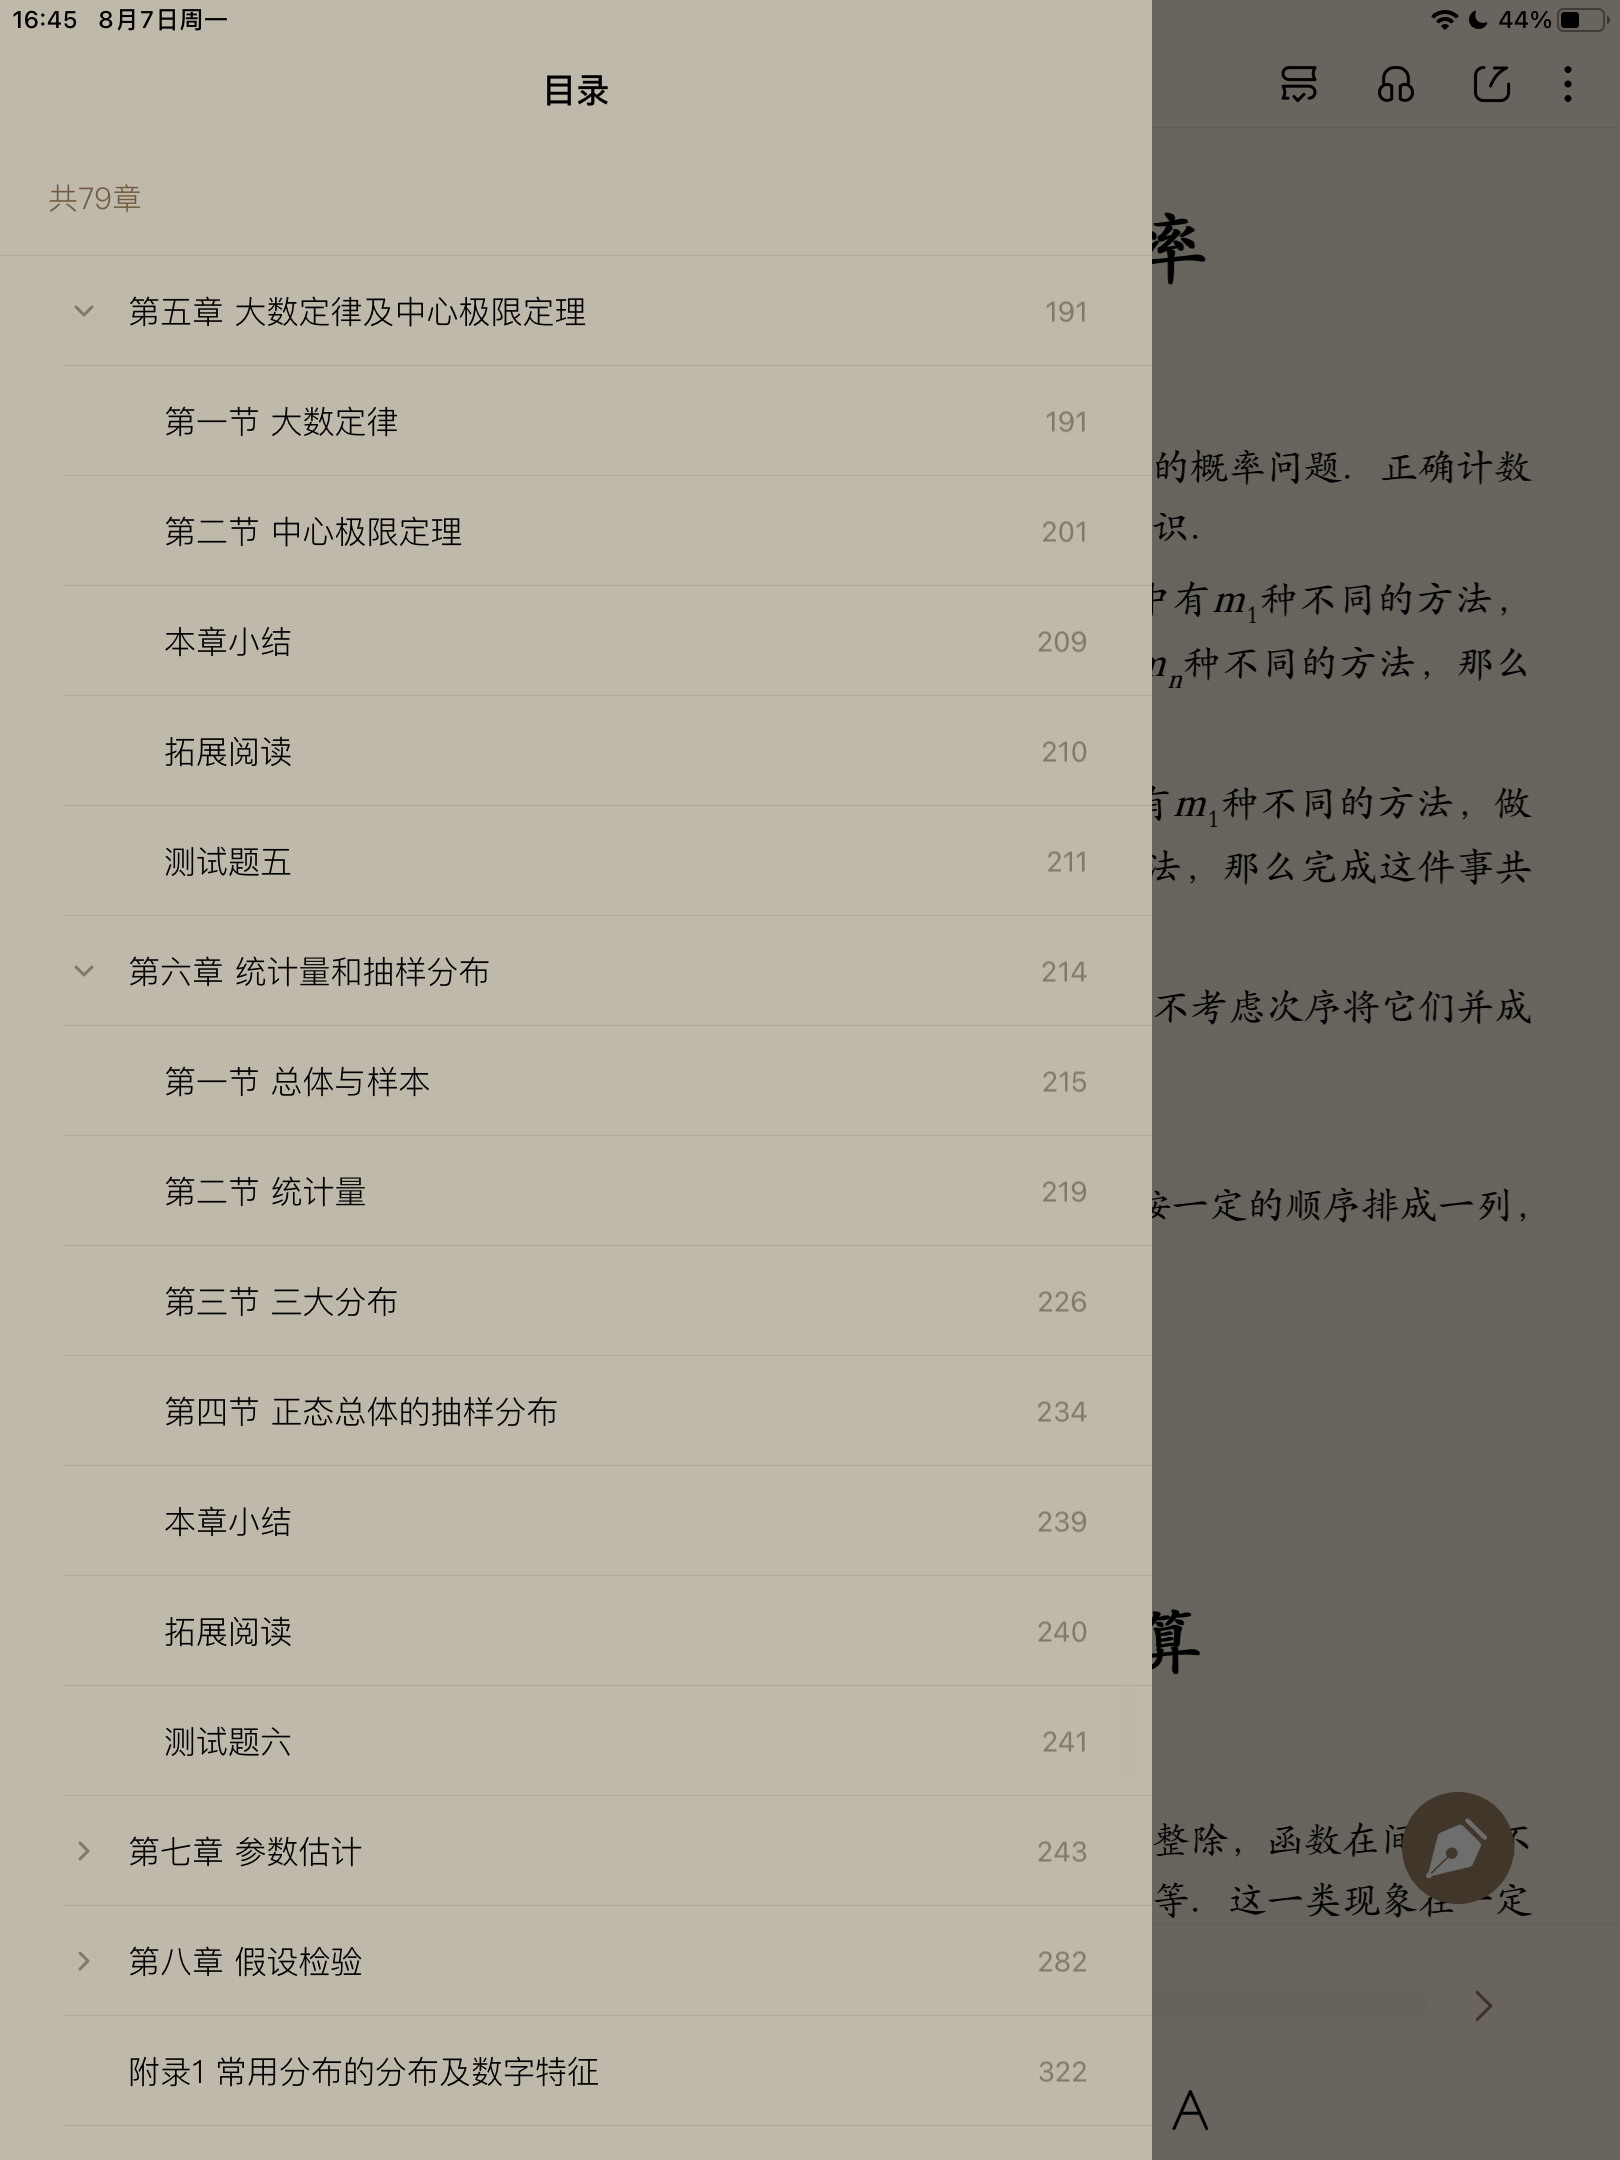 16:45 8月7日周一
44%
目录
共79章
第五章 大数定律及中心极限定理 191
第一节 大数定律 191
第二节 中心极限定理 201
本章小结 209
拓展阅读 210
测试题五 211
第六章 统计量和抽样分布 214
第一节 总体与样本 215
第二节 统计量 219
第三节 三大分布 226
第四节 正态总体的抽样分布 234
本章小结 239
拓展阅读 240
测试题六 241
第七章 参数估计 243
第八章 假设检验 282
附录1 常用分布的分布及数字特征 322
率
的概率问题. 正确计数
识.
中有m1种不同的方法,
mn种不同的方法, 那么
有m1种不同的方法, 做
法, 那么完成这件事共
不考虑次序将它们并成
按一定的顺序排成一列,
算
整除, 函数在间不
等. 这一类现象在一定
A